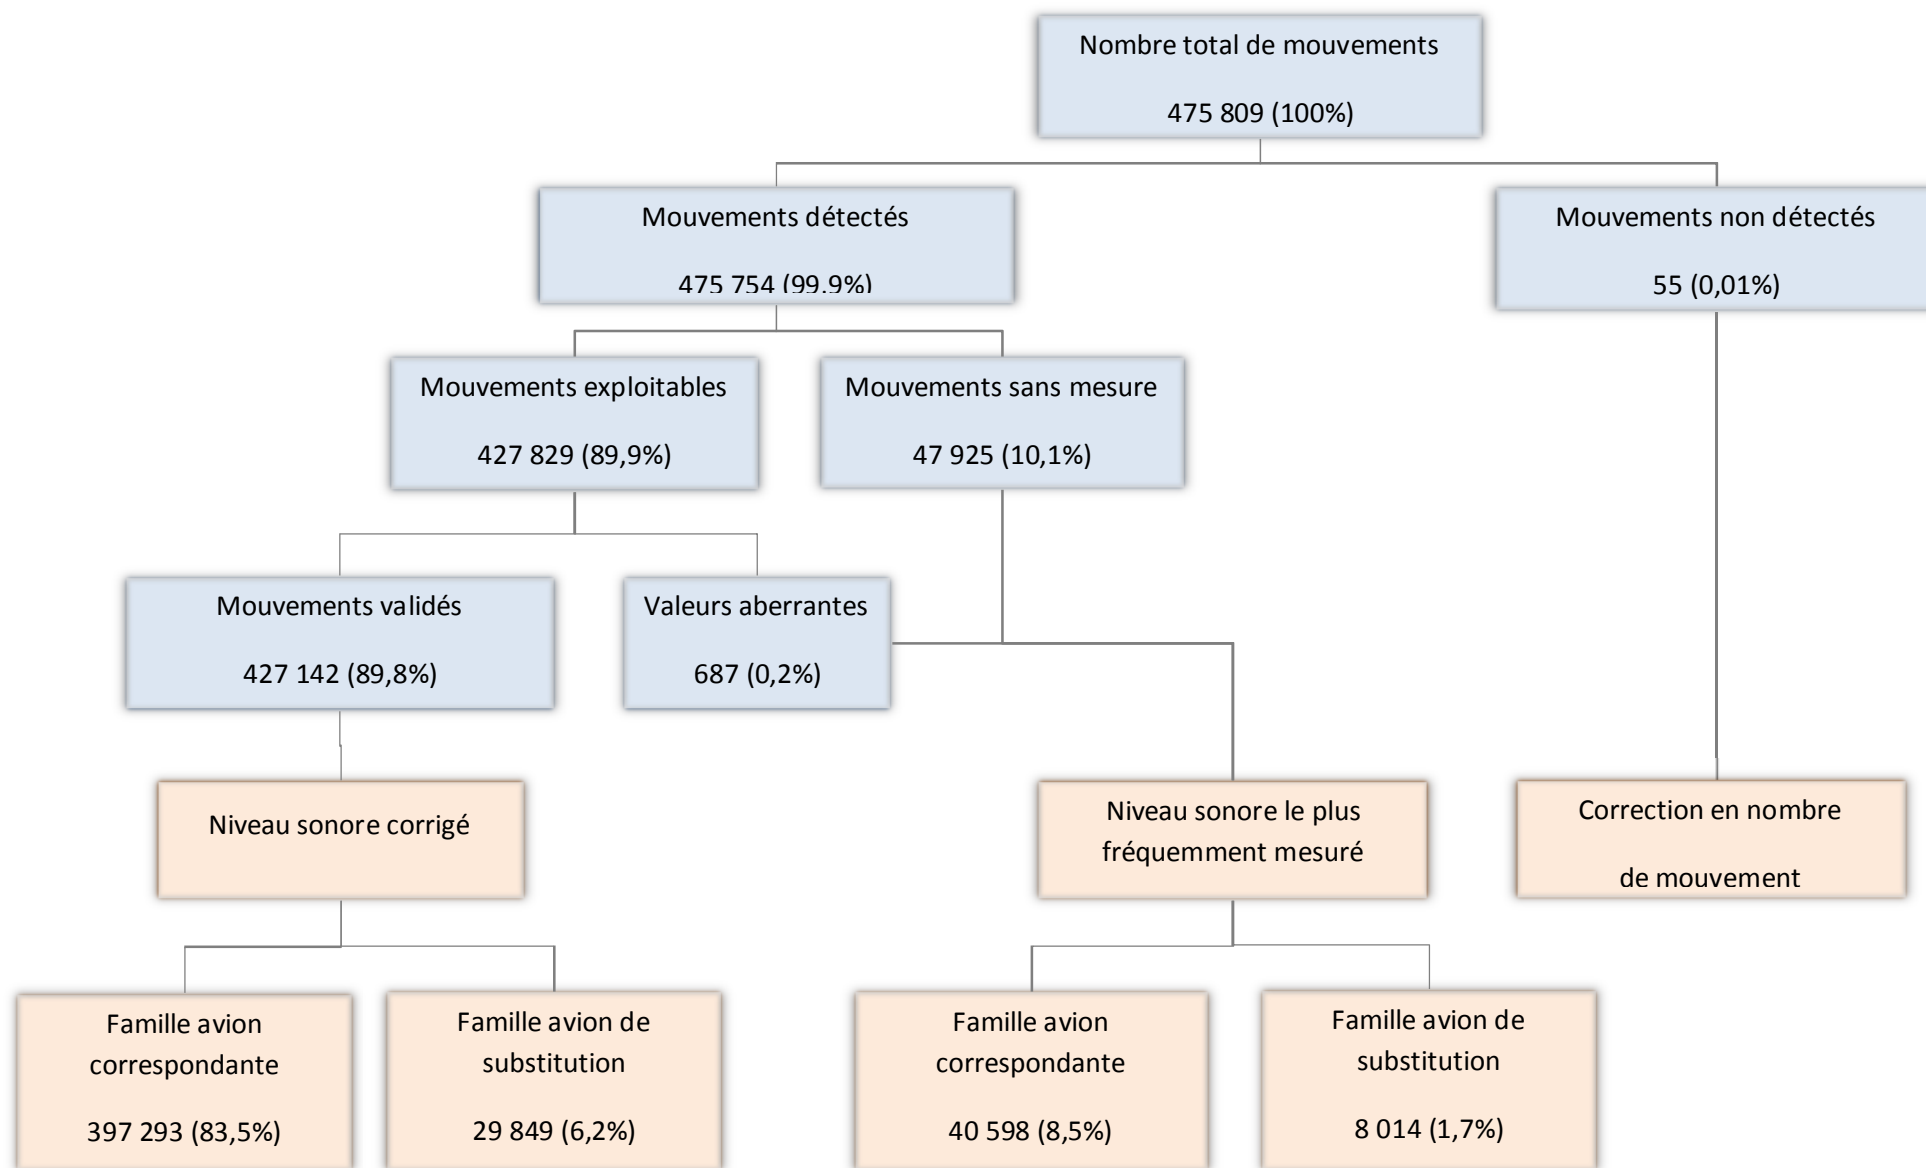 Nombre total de mouvements
475 809 (100%)
Mouvements détectés
475 754 (99,9%)
Mouvements non détectés
55 (0,01%)
Mouvements exploitables
427 829 (89,9%)
Mouvements sans mesure
47 925 (10,1%)
Mouvements validés
427 142 (89,8%)
Valeurs aberrantes
687 (0,2%)
Niveau sonore corrigé
Niveau sonore le plus
fréquemment mesuré
Correction en nombre
de mouvement
Famille avion
correspondante
397 293 (83,5%)
Famille avion de
substitution
29 849 (6,2%)
Famille avion
correspondante
40 598 (8,5%)
Famille avion de
substitution
8 014 (1,7%)